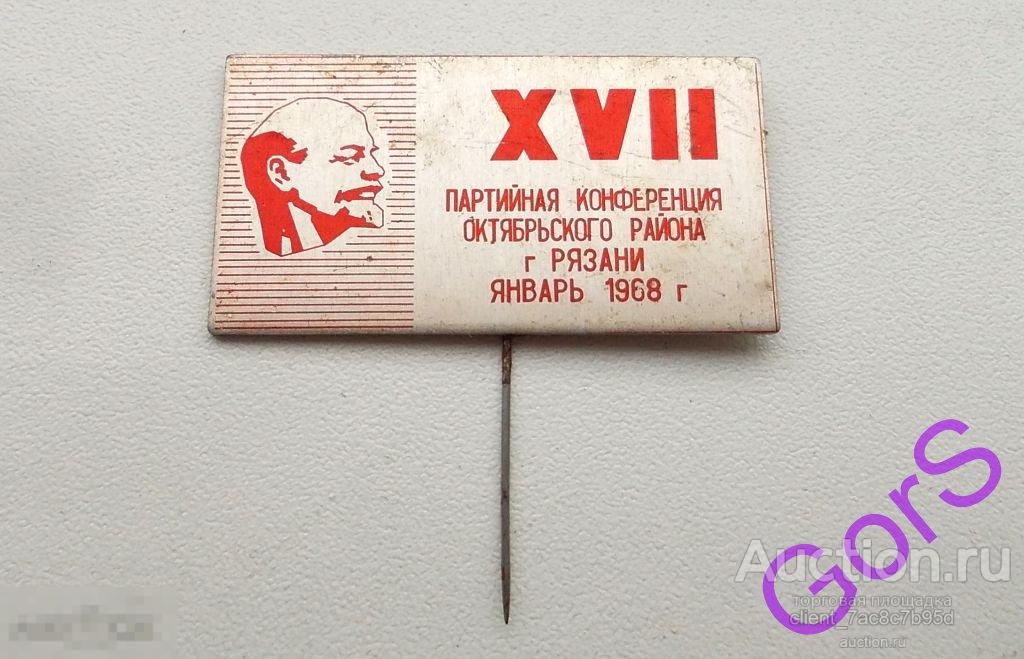 XVII
ПАРТИЙНАЯ КОНФЕРЕНЦИЯ
ОКТЯБРЬСКОГО РАЙОНА
г РЯЗАНИ
ЯНВАРЬ 1968 г
GorS
Auction.ru
торговая площадка
client_7ac8c7b95d
auction.ru